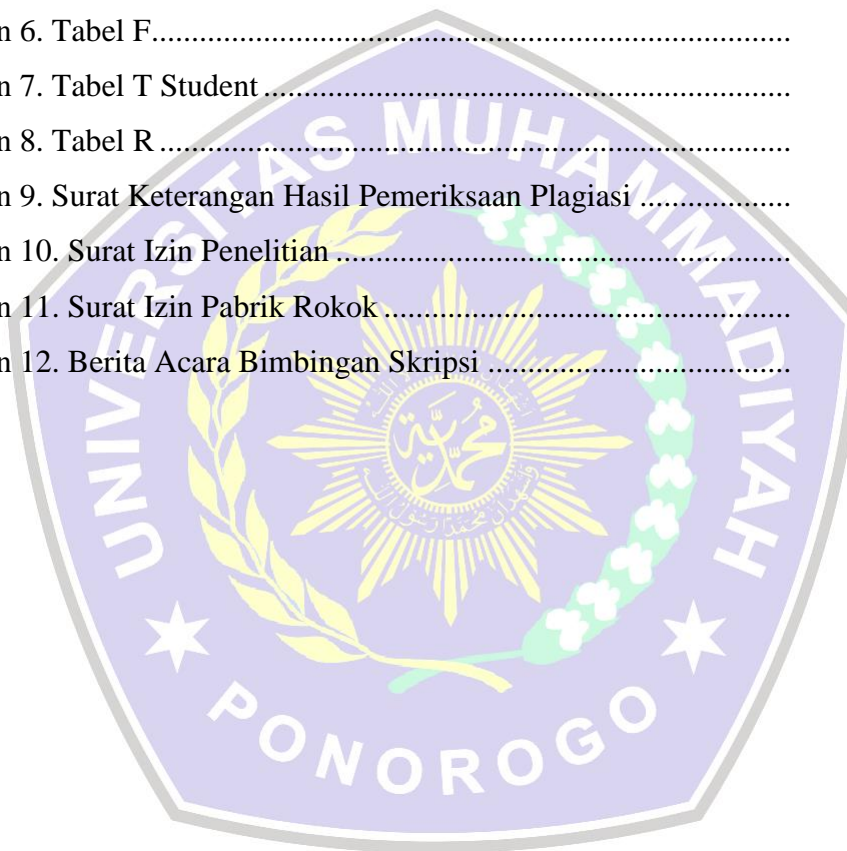 n 6. Tabel F................................................................................
n 7. Tabel T Student..................................................................
n 8. Tabel R ...............................................................................
n 9. Surat Keterangan Hasil Pemeriksaan Plagiasi ...................
n 10. Surat Izin Penelitian .........................................................
n 11. Surat Izin Pabrik Rokok ...................................................
n 12. Berita Acara Bimbingan Skripsi ......................................
UNIVERSITAS MUHAMMADIYAH
PONOROGO
محمدية